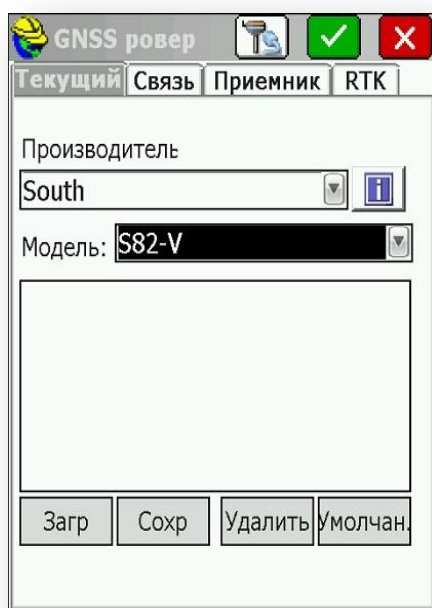 GNSS ровер
Текущий Связь Приемник RTK
Производитель
South
Модель: S82-V
Загр Сохр Удалить Умолчан.